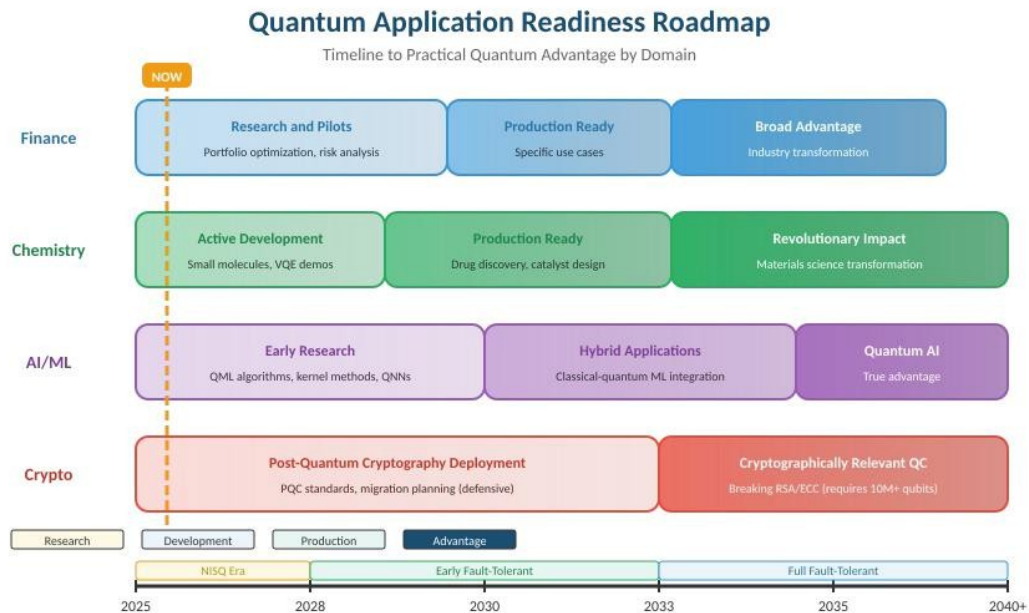 Quantum Application Readiness Roadmap
Timeline to Practical Quantum Advantage by Domain
NOW
Finance
Research and Pilots
Portfolio optimization, risk analysis
Production Ready
Specific use cases
Broad Advantage
Industry transformation
Chemistry
Active Development
Small molecules, VQE demos
Production Ready
Drug discovery, catalyst design
Revolutionary Impact
Materials science transformation
AI/ML
Early Research
QML algorithms, kernel methods, QNNs
Hybrid Applications
Classical-quantum ML integration
Quantum AI
True advantage
Crypto
Post-Quantum Cryptography Deployment
PQC standards, migration planning (defensive)
Cryptographically Relevant QC
Breaking RSA/ECC (requires 10M+ qubits)
Research
Development
Production
Advantage
NISQ Era
Early Fault-Tolerant
Full Fault-Tolerant
2025
2028
2030
2033
2035
2040+